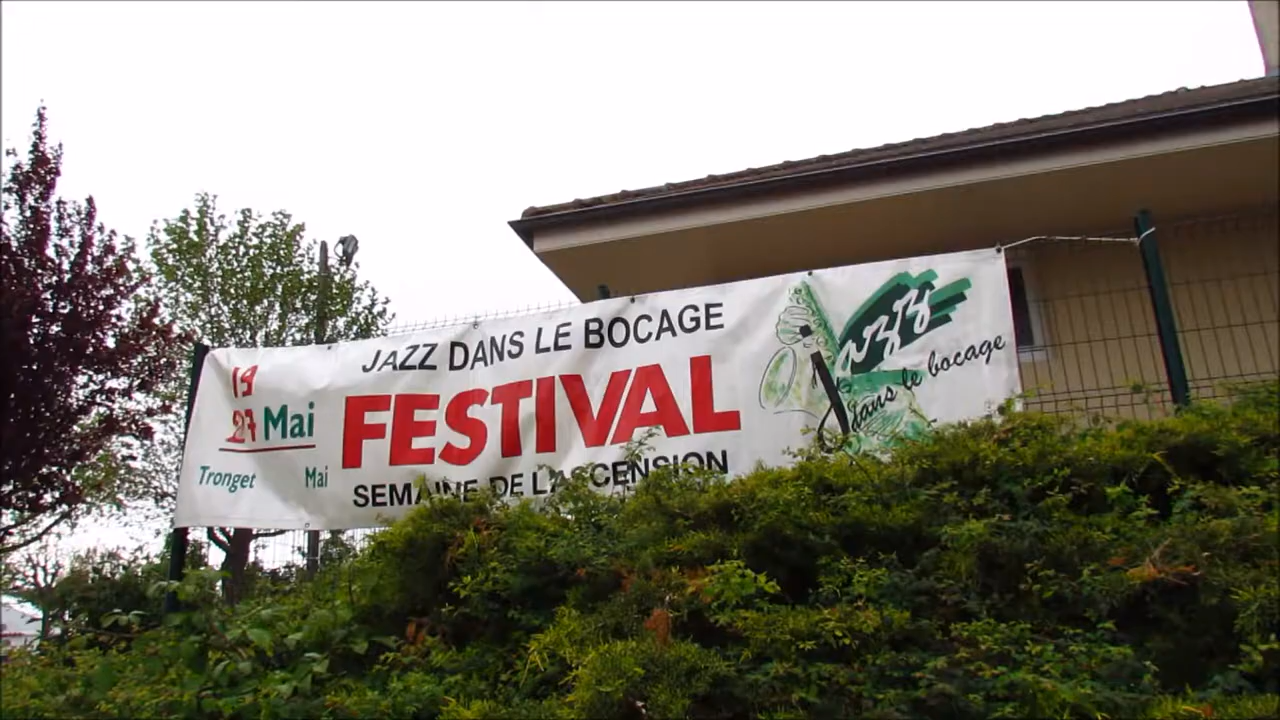 19
27 Mai
Tronget Mai
JAZZ DANS LE BOCAGE
FESTIVAL
SEMAINE DE L'ASCENSION
Jazz
dans le bocage